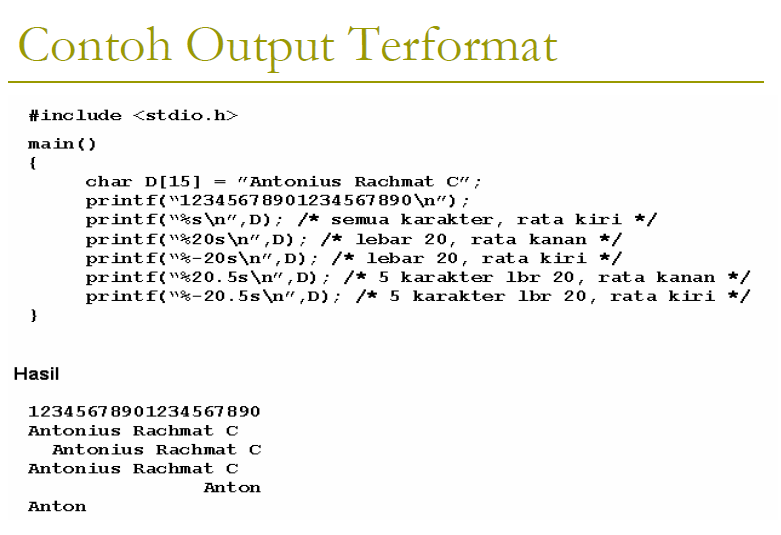 Contoh Output Terformat
#include <stdio.h>
main()
{
char D[15] = "Antonius Rachmat C";
printf("12345678901234567890\n");
printf("%s\n",D); /* semua karakter, rata kiri */
printf("%20s\n",D); /* lebar 20, rata kanan */
printf("%-20s\n",D); /* lebar 20, rata kiri */
printf("%20.5s\n",D); /* 5 karakter lbr 20, rata kanan */
printf("%-20.5s\n",D); /* 5 karakter lbr 20, rata kiri */
}
Hasil
12345678901234567890
Antonius Rachmat C
Antonius Rachmat C
Antonius Rachmat C
Anton
Anton